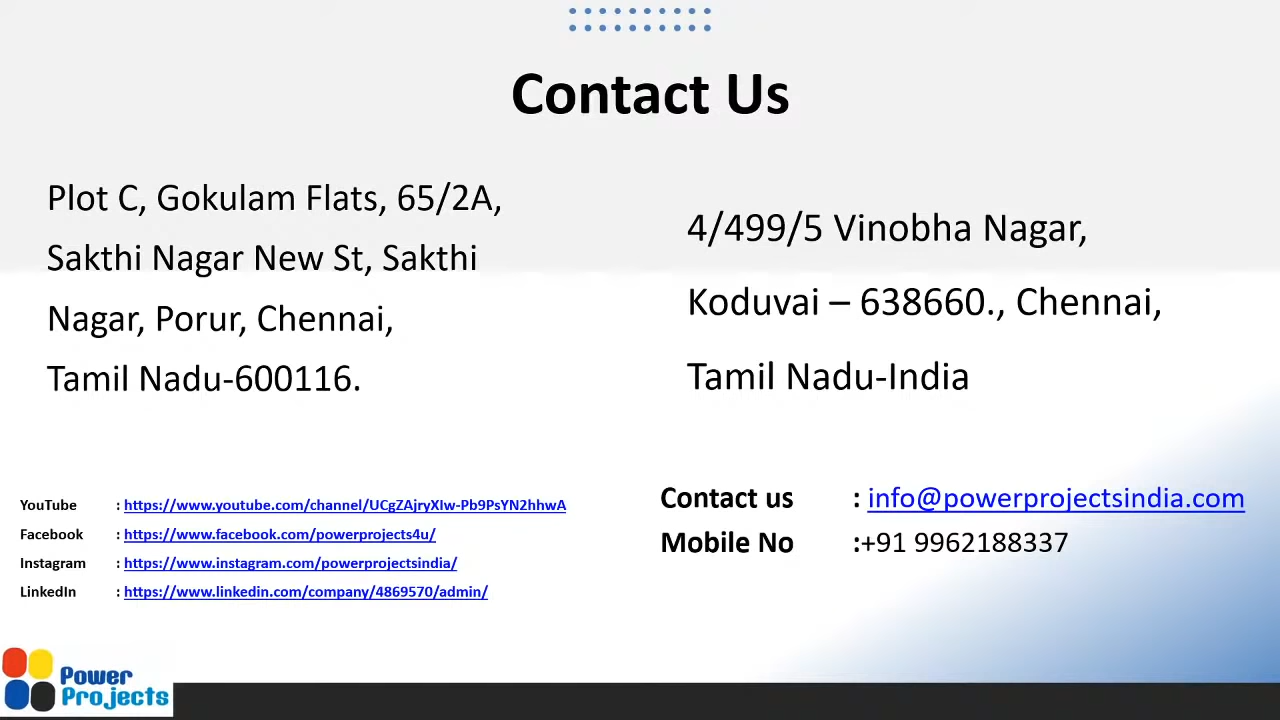 Contact Us
Plot C, Gokulam Flats, 65/2A,
Sakthi Nagar New St, Sakthi
Nagar, Porur, Chennai,
Tamil Nadu-600116.
4/499/5 Vinobha Nagar,
Koduvai – 638660., Chennai,
Tamil Nadu-India
YouTube : https://www.youtube.com/channel/UCgZAjryXIw-Pb9PsYN2hhwA
Facebook : https://www.facebook.com/powerprojects4u/
Instagram : https://www.instagram.com/powerprojectsindia/
LinkedIn : https://www.linkedin.com/company/4869570/admin/
Contact us : info@powerprojectsindia.com
Mobile No :+91 9962188337
Power
Projects